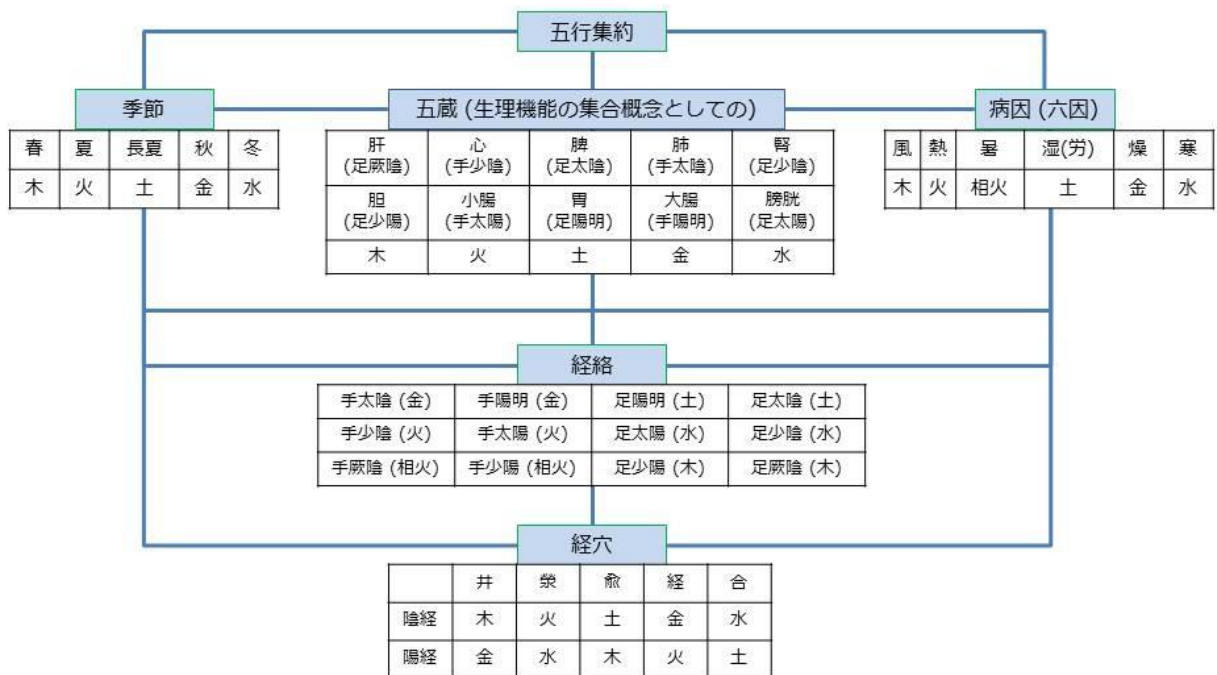 五行集約
季節
五蔵 (生理機能の集合概念としての)
病因 (六因)
春 夏 長夏 秋 冬
木 火 土 金 水
肝 心 脾 肺 腎
(足厥陰) (手少陰) (足太陰) (手太陰) (足少陰)
胆 小腸 胃 大腸 膀胱
(足少陽) (手太陽) (足陽明) (手陽明) (足太陽)
木 火 土 金 水
風 熱 暑 湿(労) 燥 寒
木 火 相火 土 金 水
経絡
手太陰 (金) 手陽明 (金) 足陽明 (土) 足太陰 (土)
手少陰 (火) 手太陽 (火) 足太陽 (水) 足少陰 (水)
手厥陰 (相火) 手少陽 (相火) 足少陽 (木) 足厥陰 (木)
経穴
井 滎 兪 経 合
陰経 木 火 土 金 水
陽経 金 水 木 火 土